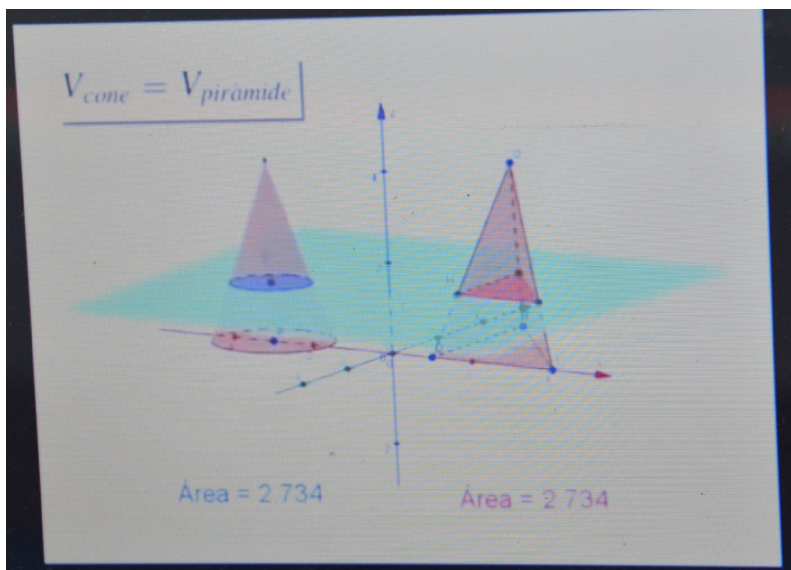 V_cone = V_pirâmide
Área = 2 734
Área = 2 734